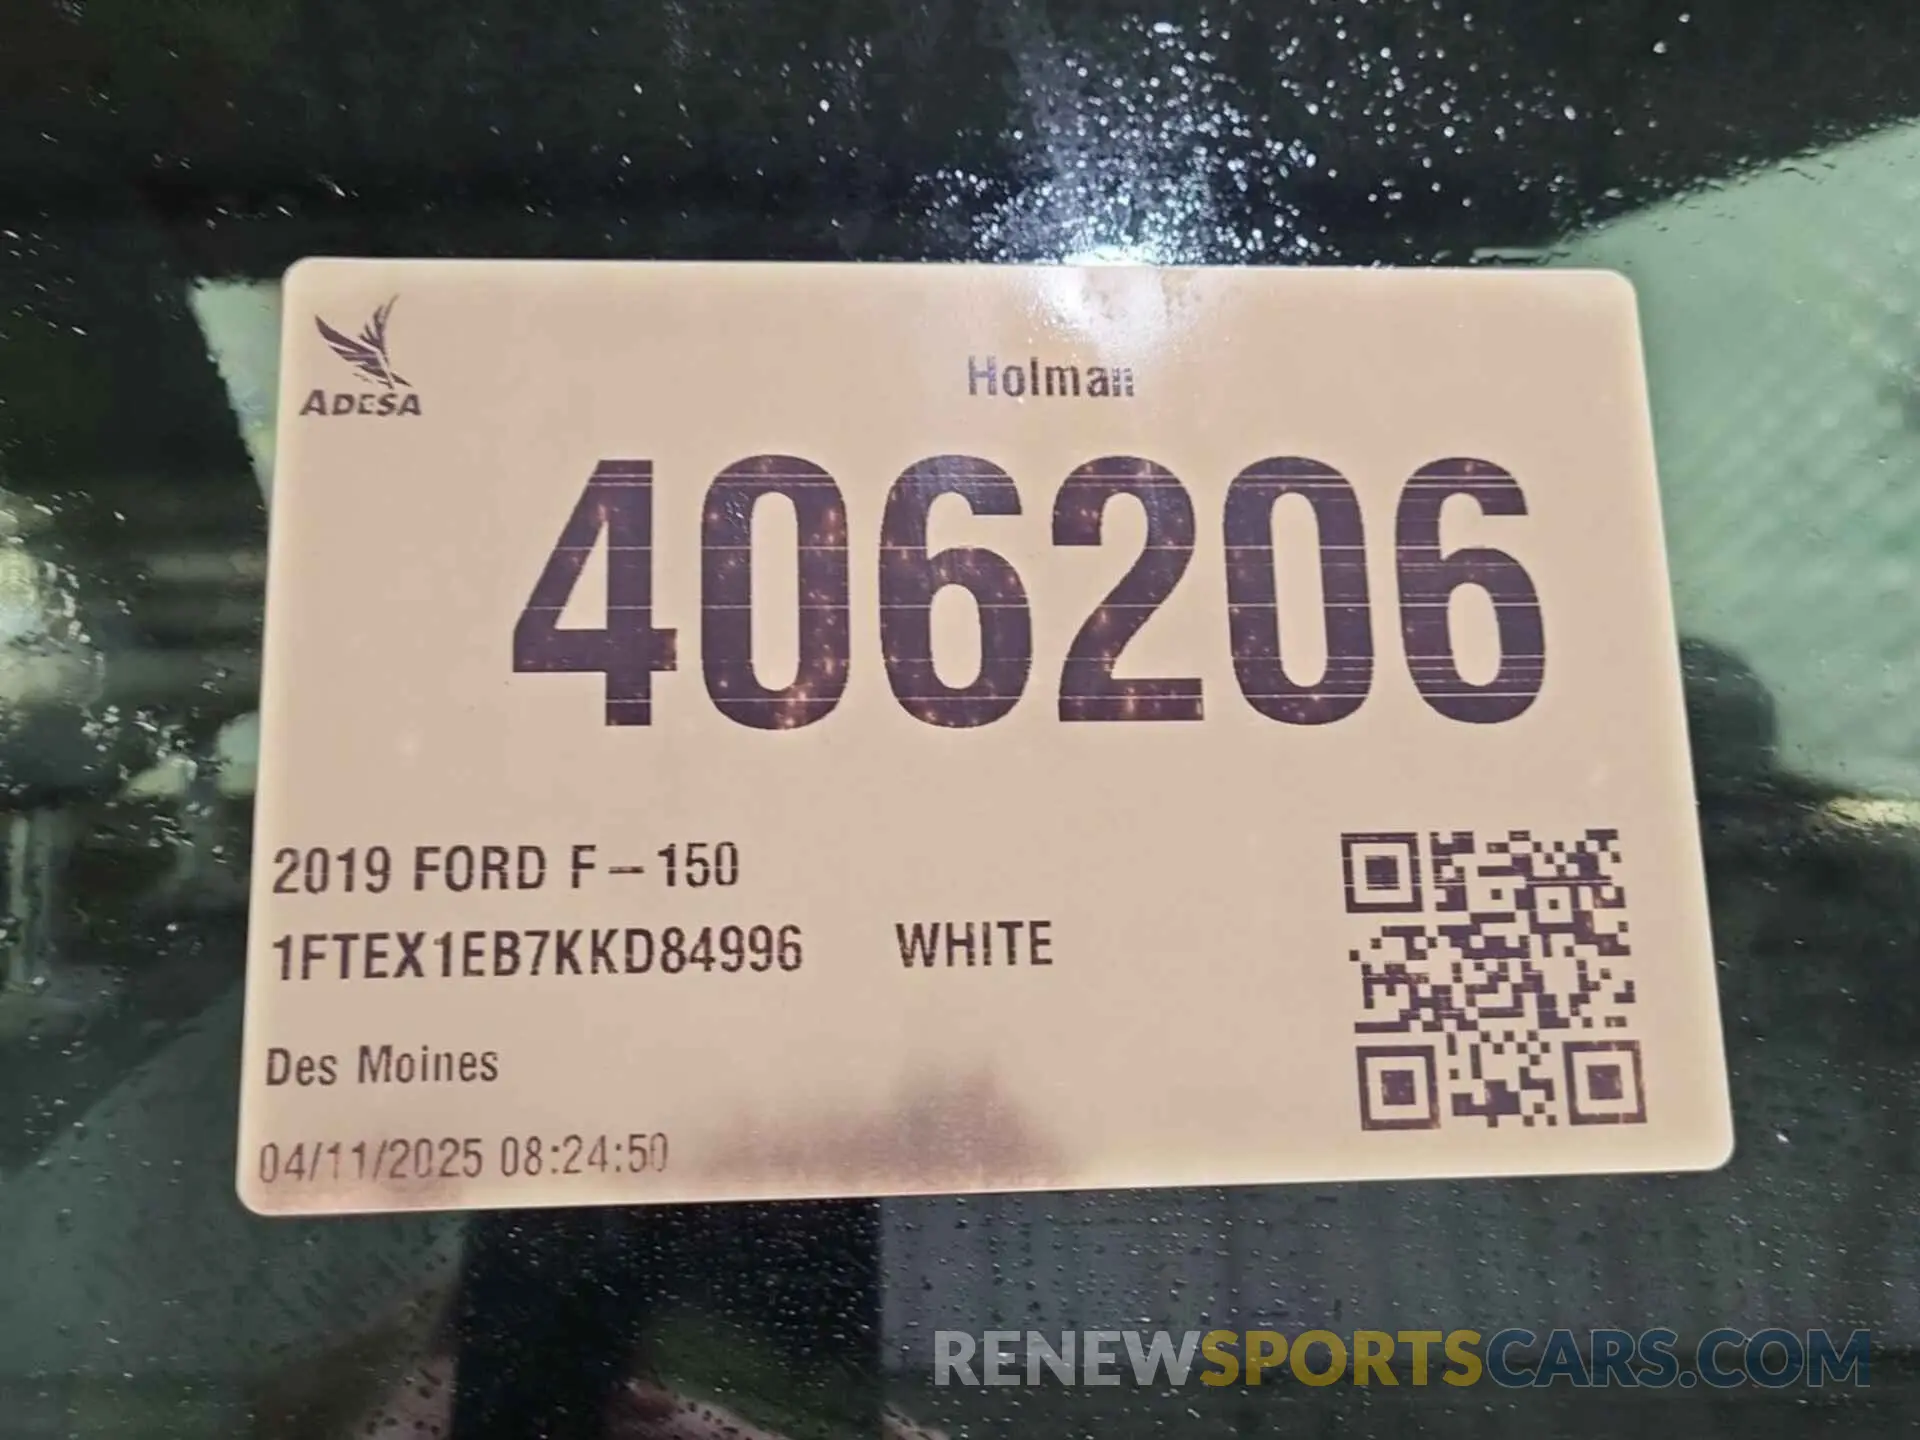 ADESA
Holman
406206
2019 FORD F-150
1FTEX1EB7KKD84996 WHITE
Des Moines
04/11/2025 08:24:50
RENEWSPORTSCARS.COM